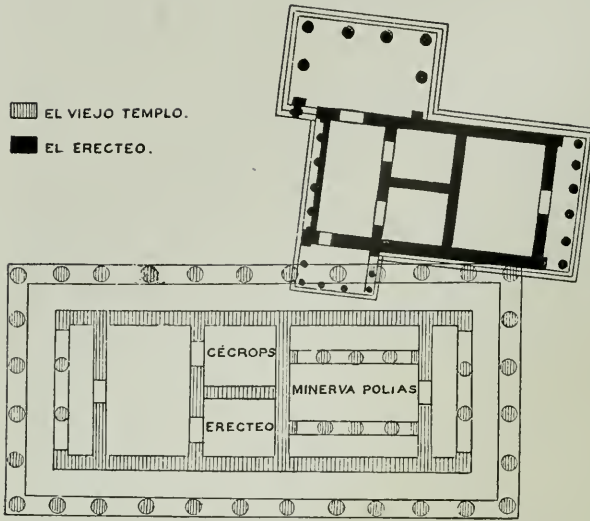 EL VIEJO TEMPLO.
EL ERECTEO.
CÉCROPS
MINERVA POLIAS
ERECTEO